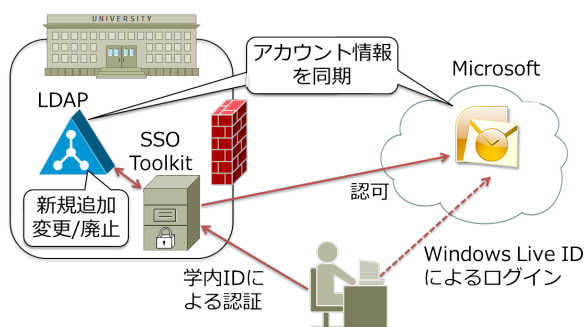 UNIVERSITY
アカウント情報
を同期
Microsoft
LDAP
SSO
Toolkit
新規追加
変更/廃止
認可
学内IDに
よる認証
Windows Live ID
によるログイン